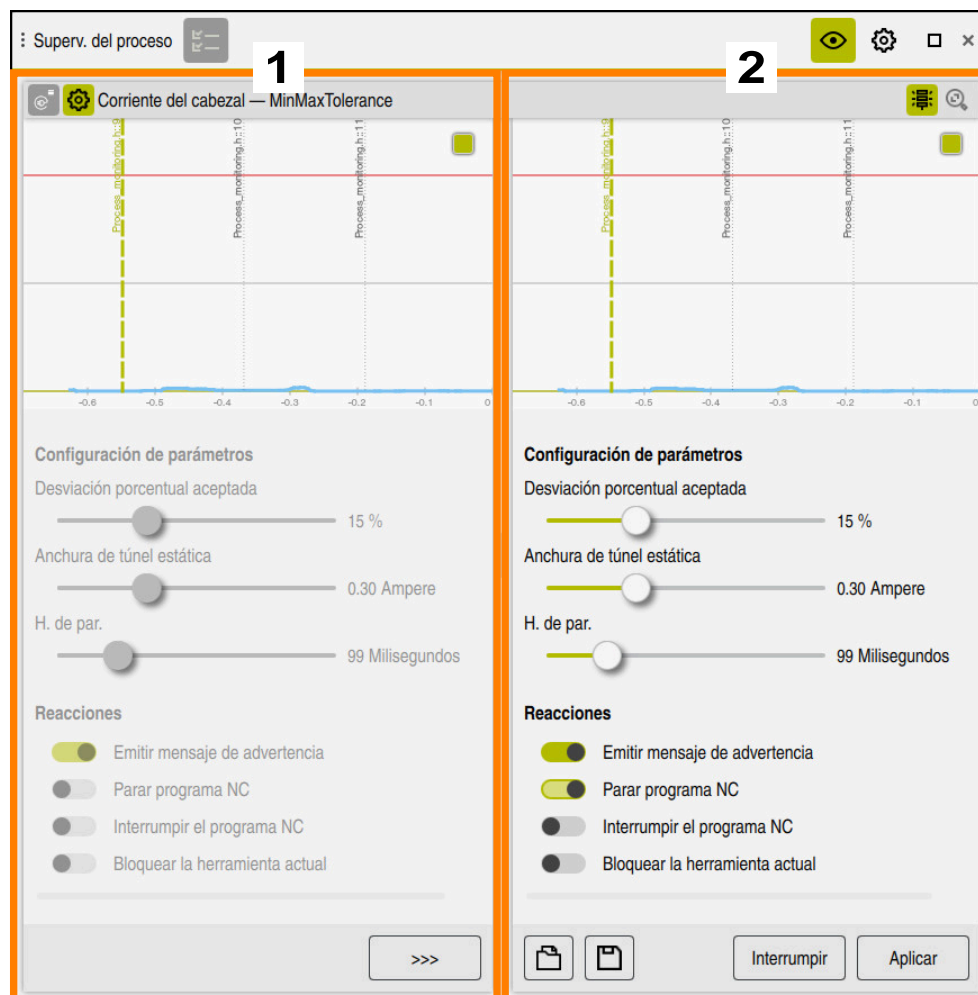 Superv. del proceso
1
2
Corriente del cabezal — MinMaxTolerance
Process_monitoring.h::9
Process_monitoring.h::10
Process_monitoring.h::11
-0.6 -0.5 -0.4 -0.3 -0.2 -0.1 0
Configuración de parámetros
Desviación porcentual aceptada
15 %
Anchura de túnel estática
0.30 Ampere
H. de par.
99 Milisegundos
Reacciones
Emitir mensaje de advertencia
Parar programa NC
Interrumpir el programa NC
Bloquear la herramienta actual
>>>
Process_monitoring.h::9
Process_monitoring.h::10
Process_monitoring.h::11
-0.6 -0.5 -0.4 -0.3 -0.2 -0.1 0
Configuración de parámetros
Desviación porcentual aceptada
15 %
Anchura de túnel estática
0.30 Ampere
H. de par.
99 Milisegundos
Reacciones
Emitir mensaje de advertencia
Parar programa NC
Interrumpir el programa NC
Bloquear la herramienta actual
Interrumpir
Aplicar